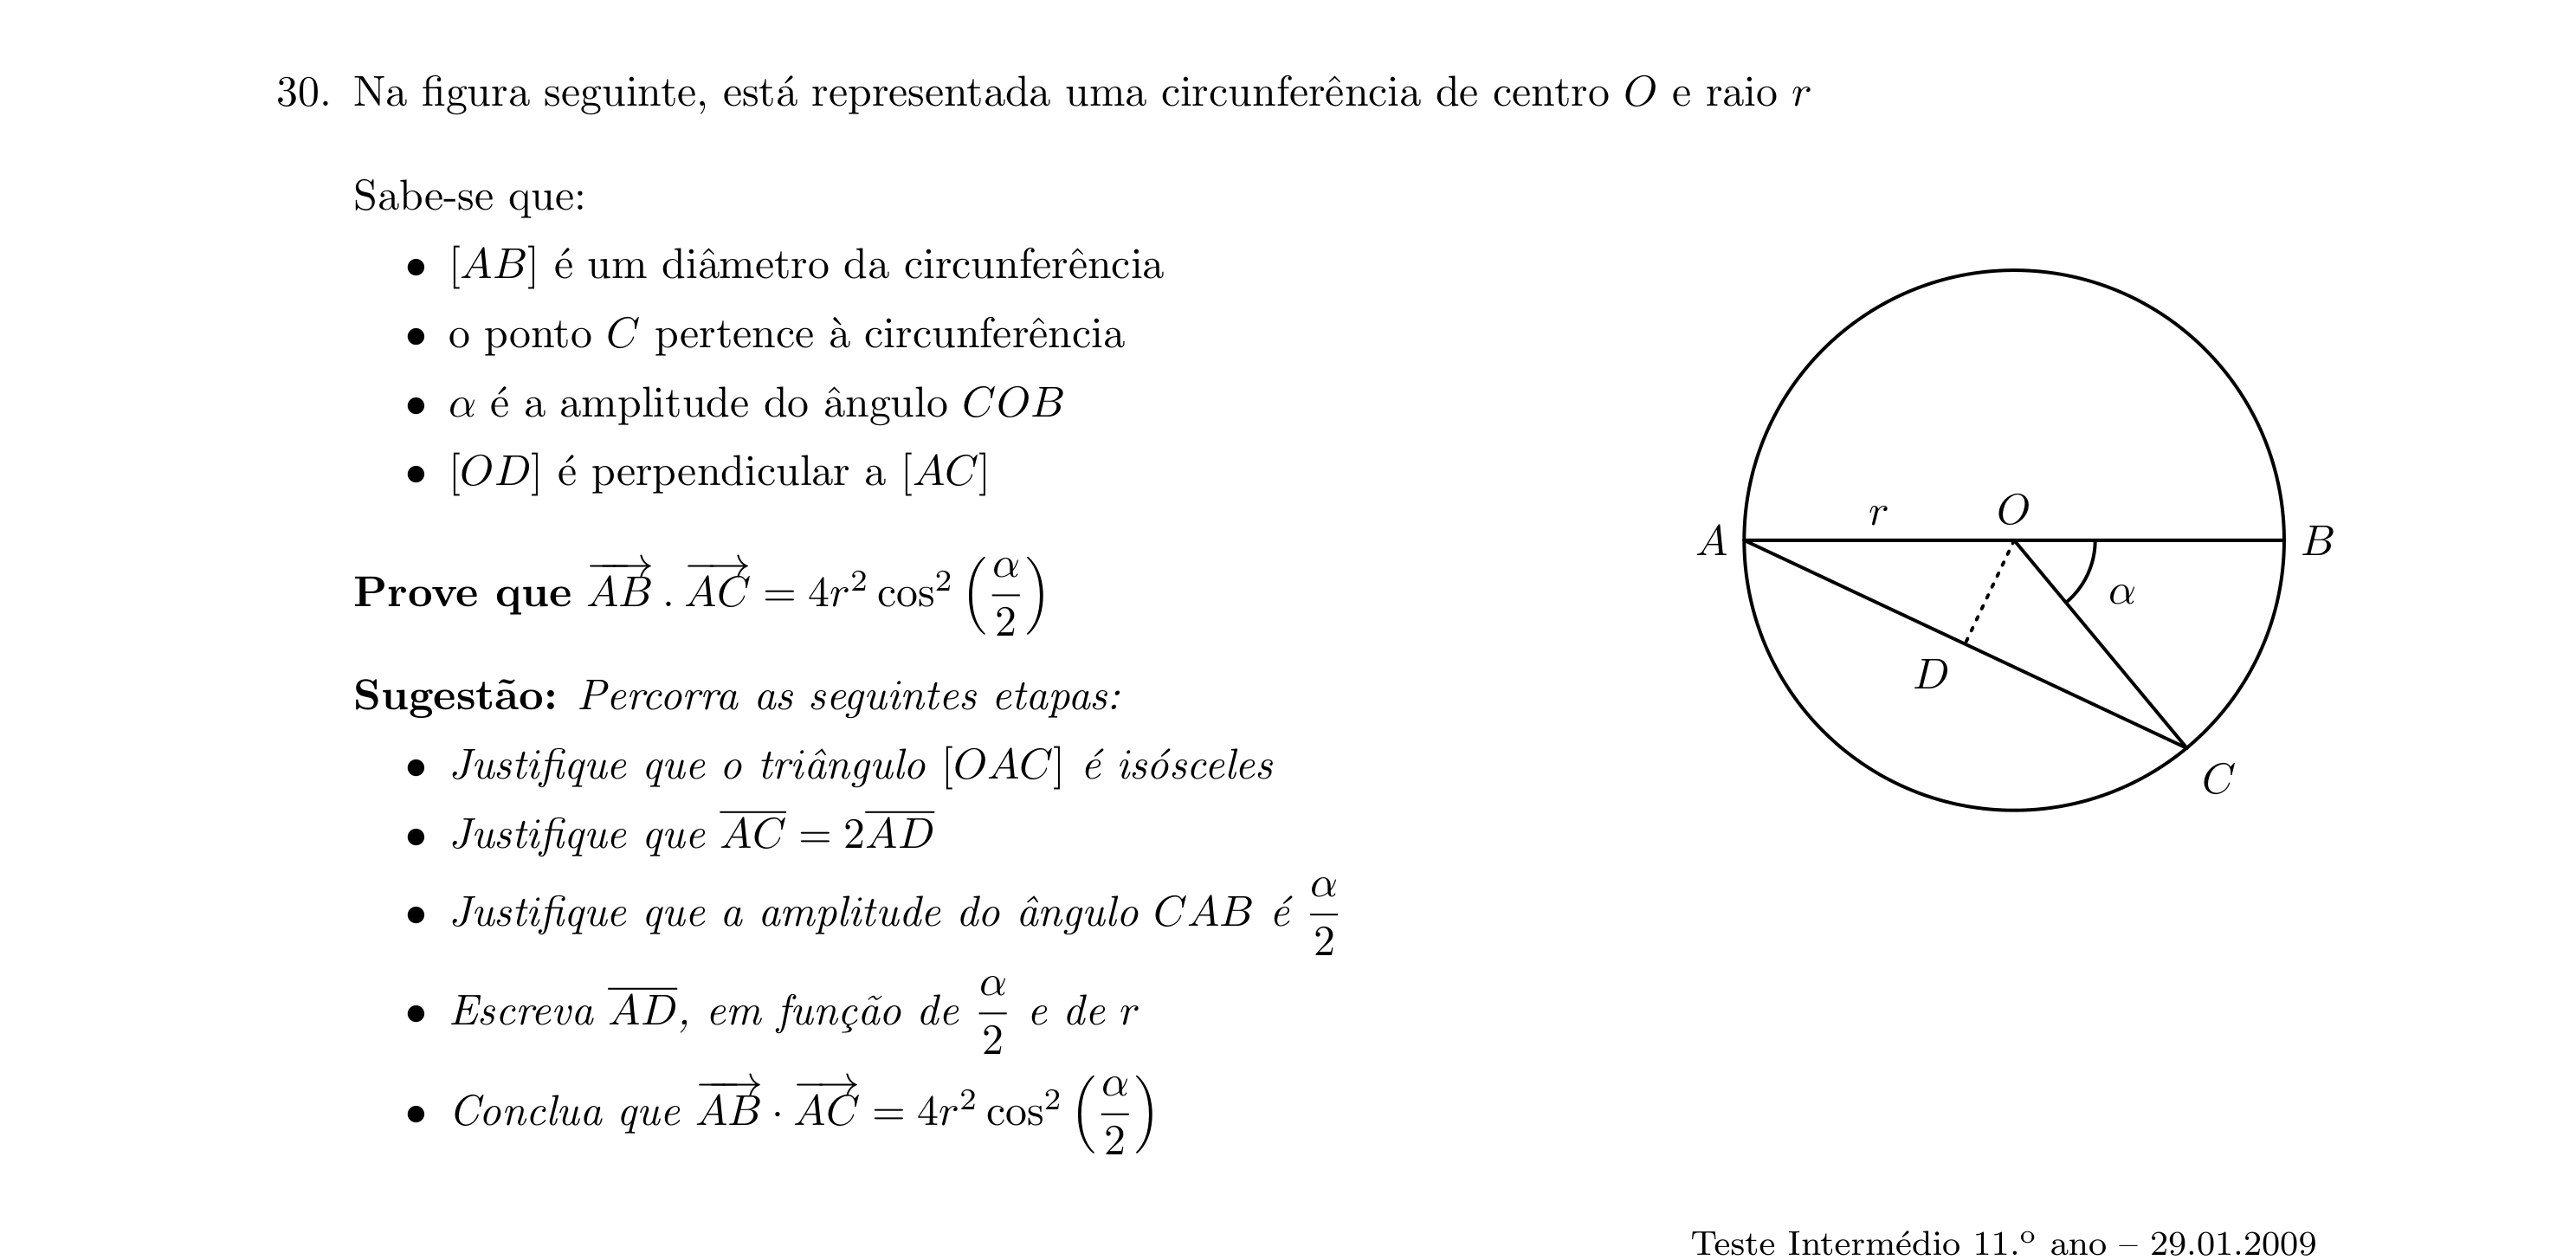 30. Na figura seguinte, está representada uma circunferência de centro O e raio r
Sabe-se que:
• [AB] é um diâmetro da circunferência
• o ponto C pertence à circunferência
• α é a amplitude do ângulo COB
• [OD] é perpendicular a [AC]
Prove que $\overrightarrow{AB} . \overrightarrow{AC} = 4r^2 \cos^2 \left(\frac{\alpha}{2}\right)$
Sugestão: Percorra as seguintes etapas:
• Justifique que o triângulo [OAC] é isósceles
• Justifique que $\overline{AC} = 2\overline{AD}$
• Justifique que a amplitude do ângulo CAB é $\frac{\alpha}{2}$
• Escreva $\overline{AD}$, em função de $\frac{\alpha}{2}$ e de r
• Conclua que $\overrightarrow{AB} \cdot \overrightarrow{AC} = 4r^2 \cos^2 \left(\frac{\alpha}{2}\right)$
r
O
A
B
α
D
C
Teste Intermédio 11.º ano – 29.01.2009